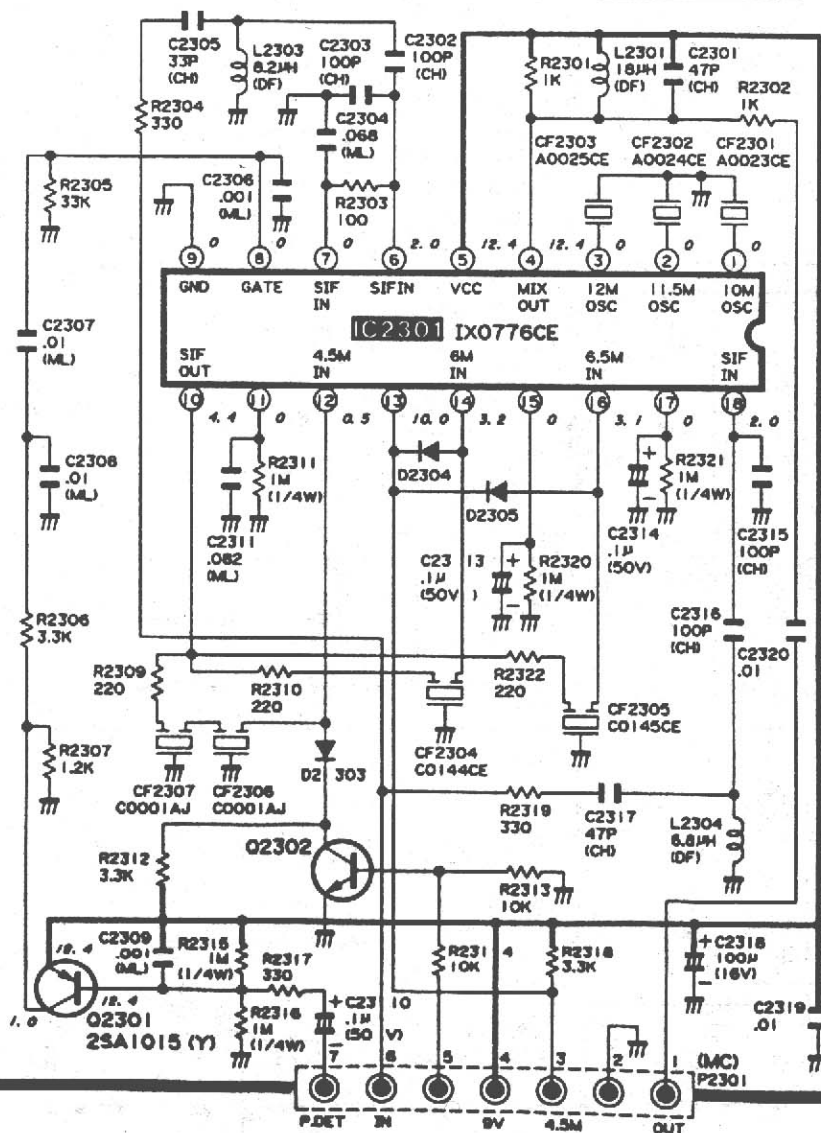 C2305
33P
(CH)
L2303
8.2μH
(DF)
C2303
100P
(CH)
C2302
100P
(CH)
R2304
330
C2304
.068
(ML)
R2301
1K
L2301
18μH
(DF)
C2301
47P
(CH)
R2302
1K
CF2303
A0025CE
CF2302
A0024CE
CF2301
A0023CE
R2305
33K
C2306
.001
(ML)
R2303
100
0
0
0
2.0
12.4
12.4
0
0
0
9
8
7
6
5
4
3
2
1
GND
GATE
SIF
IN
SIFIN
VCC
MIX
OUT
12M
OSC
11.5M
OSC
10M
OSC
IC2301
IX0776CE
SIF
OUT
4.5M
IN
6M
IN
6.5M
IN
SIF
IN
10
11
12
13
14
15
16
17
18
4.4
0
0.5
10.0
3.2
0
3.1
0
2.0
C2307
.01
(ML)
C2308
.01
(ML)
R2311
1M
(1/4W)
C2311
.082
(ML)
D2304
D2305
C23 13
.1μ
(50V )
R2320
1M
(1/4W)
C2314
.1μ
(50V)
R2321
1M
(1/4W)
C2315
100P
(CH)
C2316
100P
(CH)
C2320
.01
R2306
3.3K
R2309
220
R2310
220
R2322
220
CF2304
C0144CE
CF2305
C0145CE
R2307
1.2K
CF2307
C0001AJ
CF2306
C0001AJ
D2 303
R2319
330
C2317
47P
(CH)
L2304
6.8μH
(DF)
R2312
3.3K
Q2302
R2313
10K
C2309
.001
(ML)
R2315
1M
(1/4W)
R2317
330
R231 4
10K
R2318
3.3K
C2318
100μ
(16V)
12.4
1.0
Q2301
2SA1015 (Y)
R2316
1M
(1/4W)
C23 10
.1μ
(50 V)
C2319
.01
7
6
5
4
3
2
1
(MC)
P2301
P.DET
IN
9V
4.5M
OUT